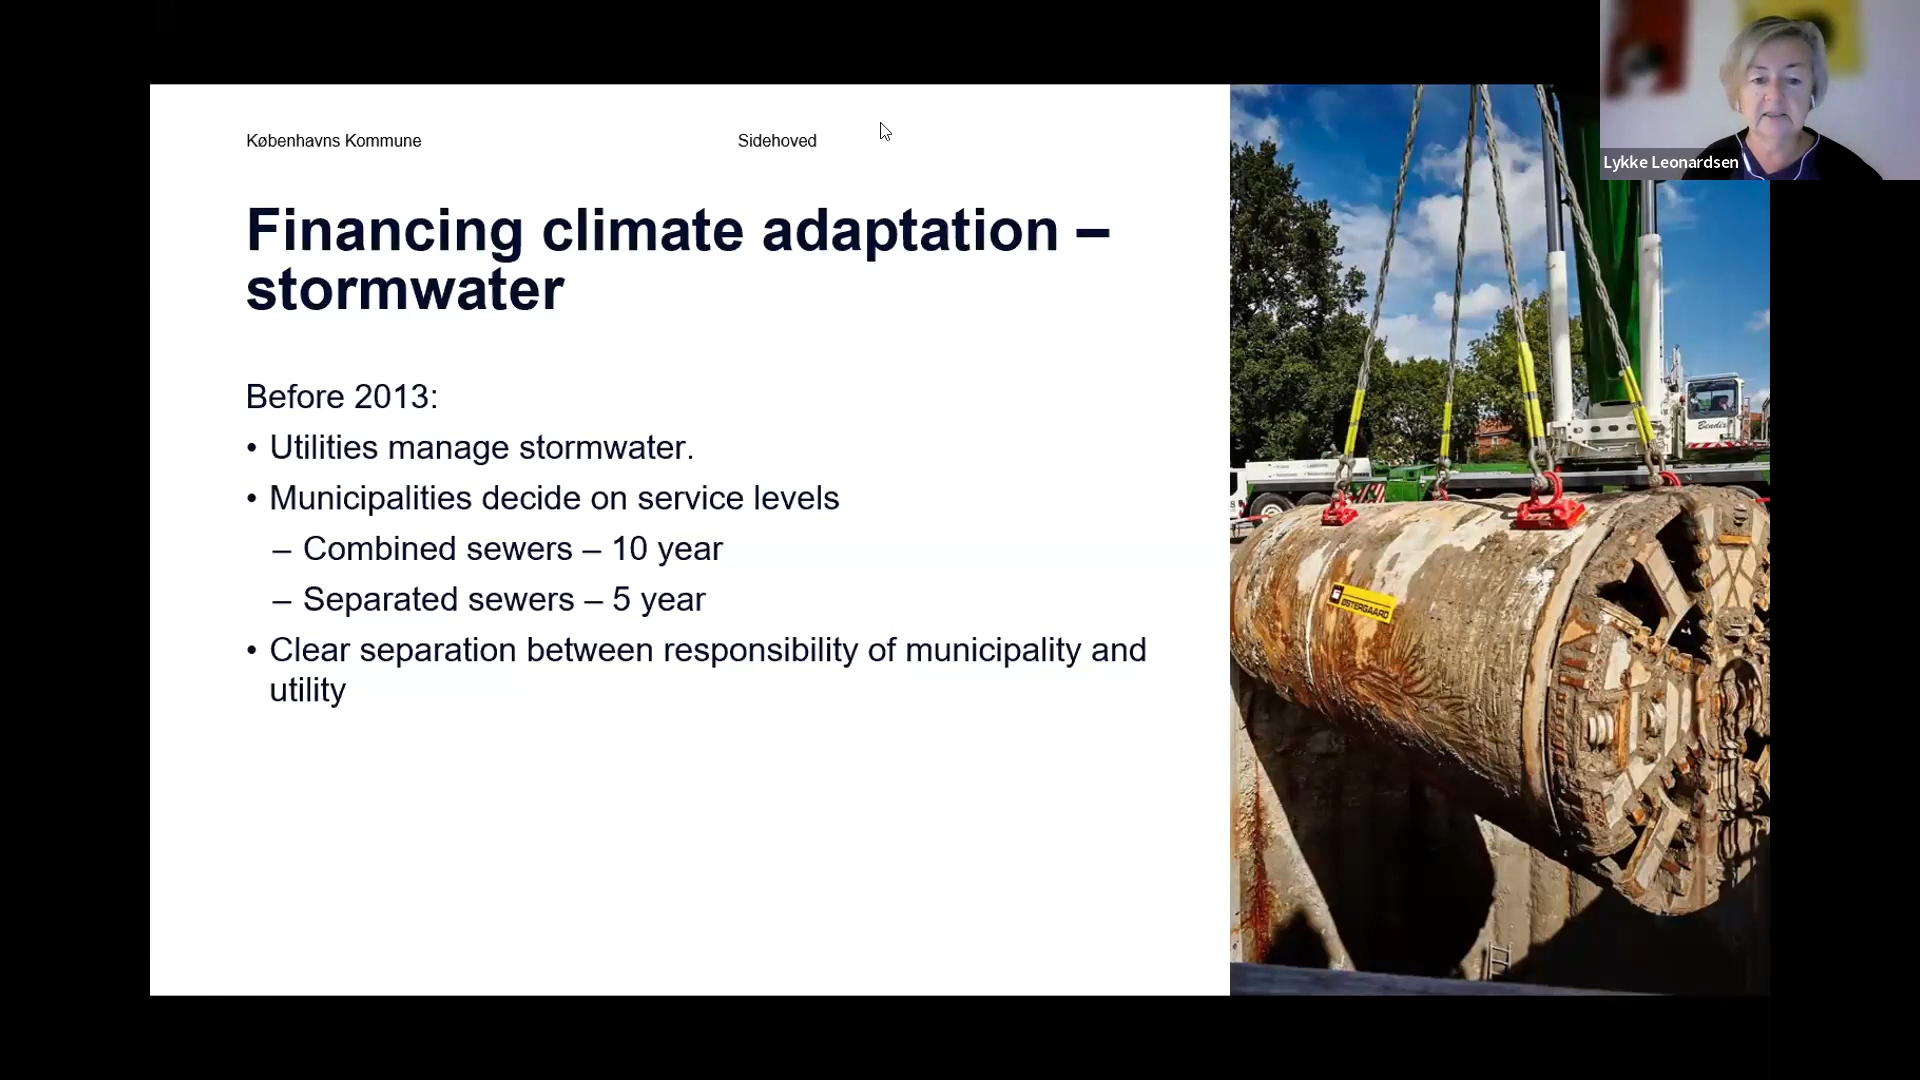 Københavns Kommune
Sidehoved
Lykke Leonardsen
Financing climate adaptation –
stormwater
Before 2013:
• Utilities manage stormwater.
• Municipalities decide on service levels
– Combined sewers – 10 year
– Separated sewers – 5 year
• Clear separation between responsibility of municipality and
utility
Bendix
ØSTERGAARD